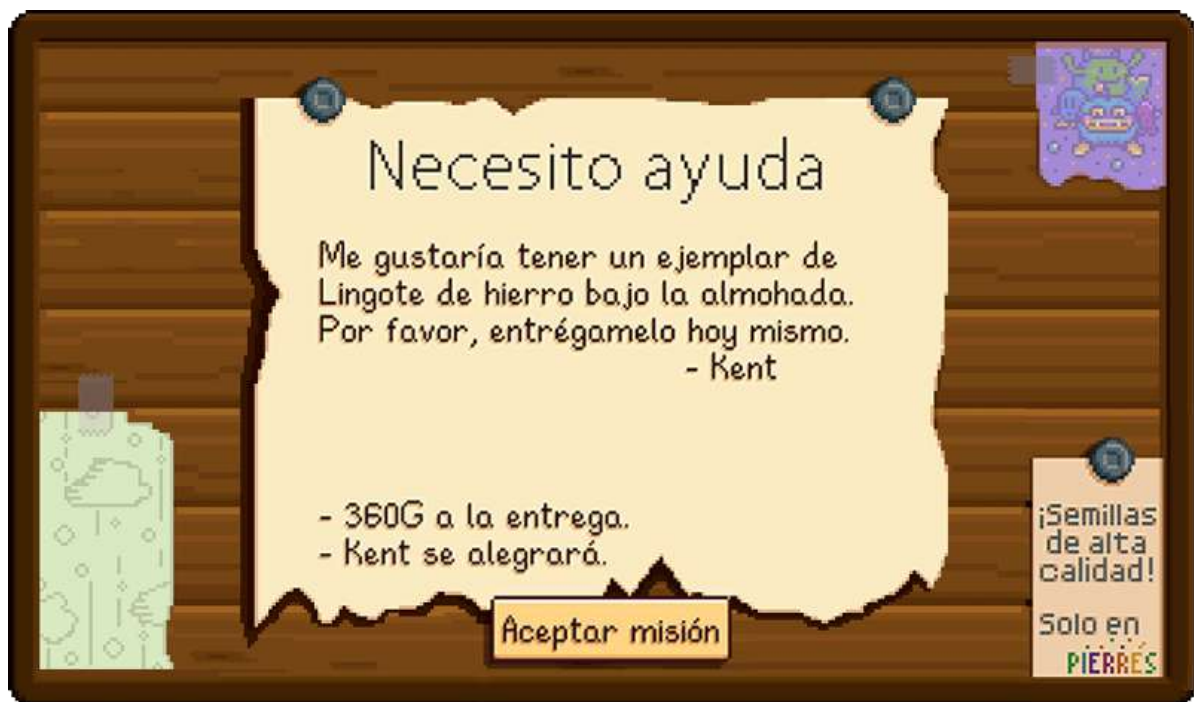 Necesito ayuda
Me gustaría tener un ejemplar de
Lingote de hierro bajo la almohada.
Por favor, entrégamelo hoy mismo.
- Kent
- 360G a la entrega.
- Kent se alegrará.
Aceptar misión
¡Semillas
de alta
calidad!
Solo en
PIERRES